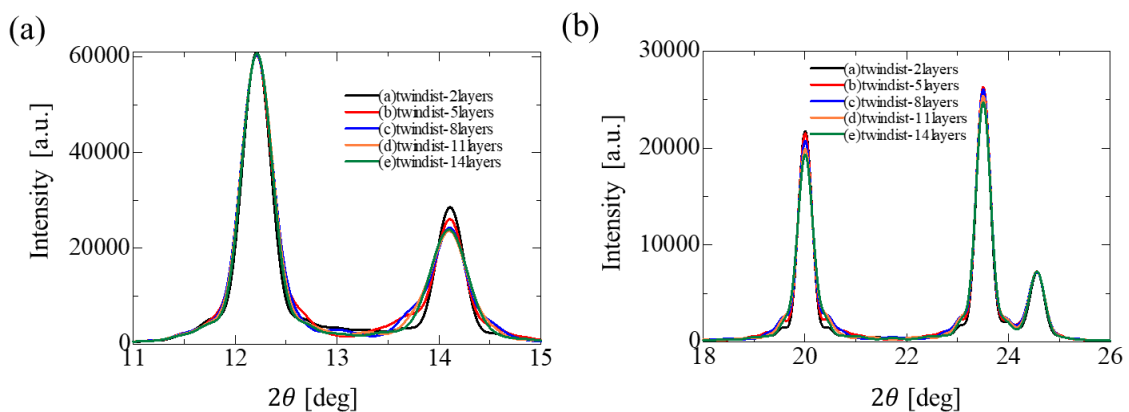 (a)
60000
40000
20000
0
Intensity [a.u.]
(a)twindist-2layers
(b)twindist-5layers
(c)twindist-8layers
(d)twindist-11layers
(e)twindist-14layers
11
12
13
14
15
2θ [deg]
(b)
30000
20000
10000
0
Intensity [a.u.]
(a)twindist-2layers
(b)twindist-5layers
(c)twindist-8layers
(d)twindist-11layers
(e)twindist-14layers
18
20
22
24
26
2θ [deg]